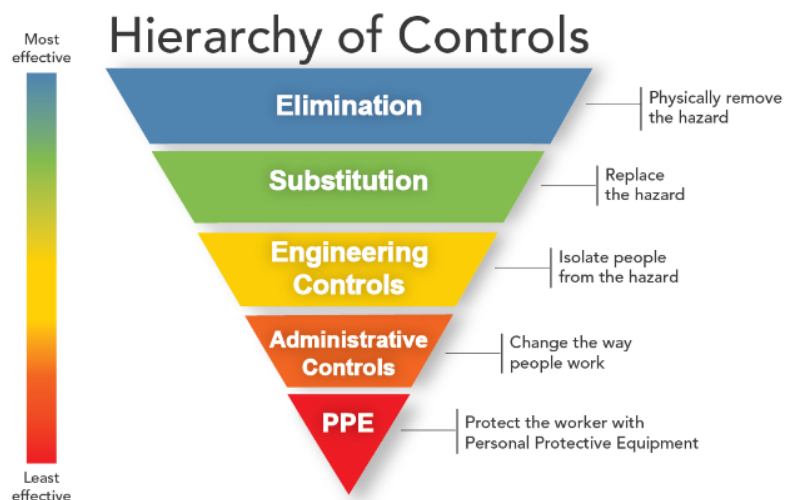 Hierarchy of Controls
Most
effective
Elimination
Physically remove
the hazard
Substitution
Replace
the hazard
Engineering
Controls
Isolate people
from the hazard
Administrative
Controls
Change the way
people work
PPE
Protect the worker with
Personal Protective Equipment
Least
effective